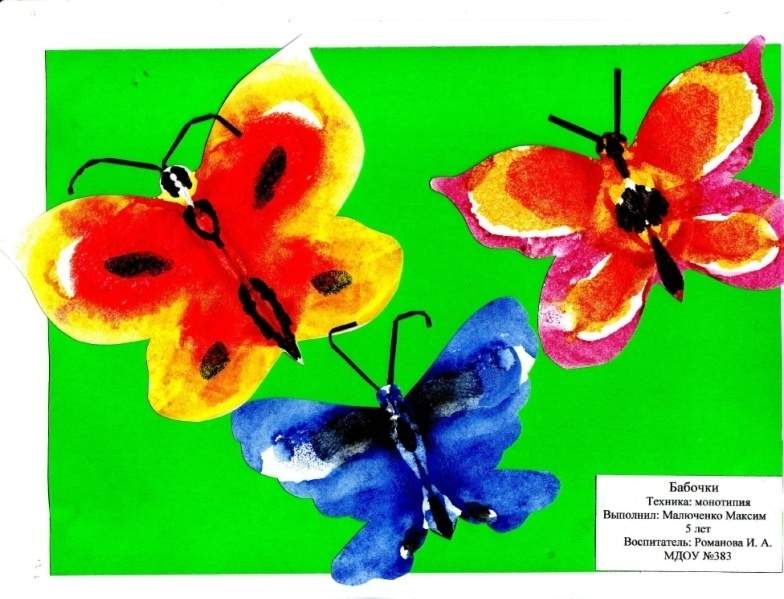 Бабочки
Техника: монотипия
Выполнил: Малюченко Максим
5 лет
Воспитатель: Романова И. А.
МДОУ №383